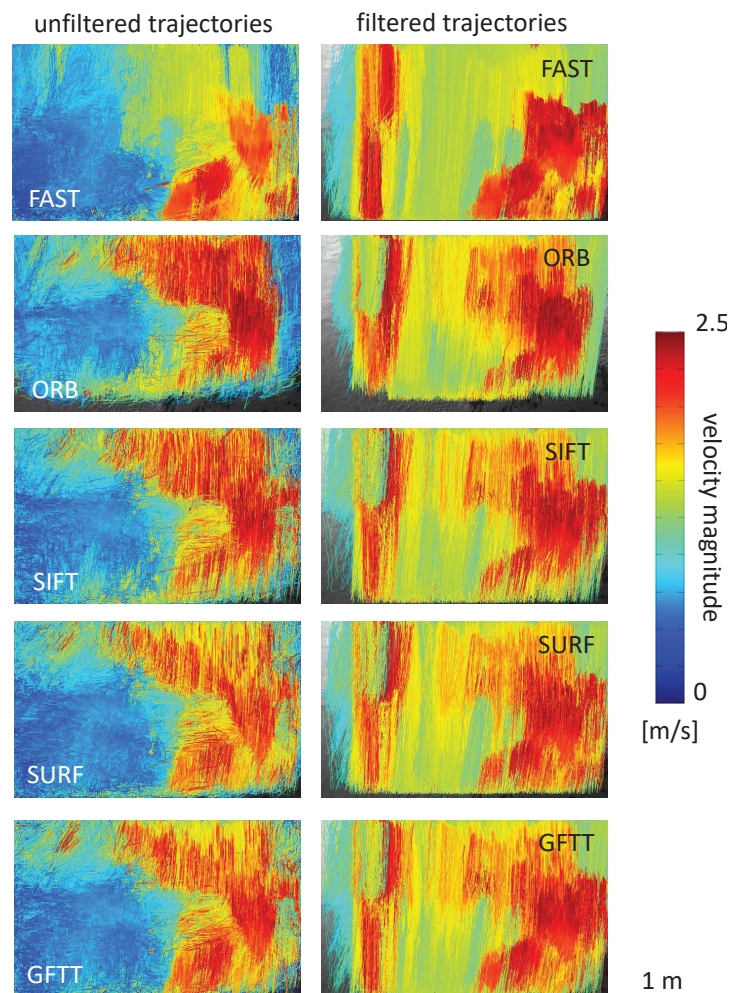 unfiltered trajectories
filtered trajectories
FAST
FAST
ORB
ORB
SIFT
SIFT
SURF
SURF
GFTT
GFTT
2.5
velocity magnitude
0
[m/s]
1 m